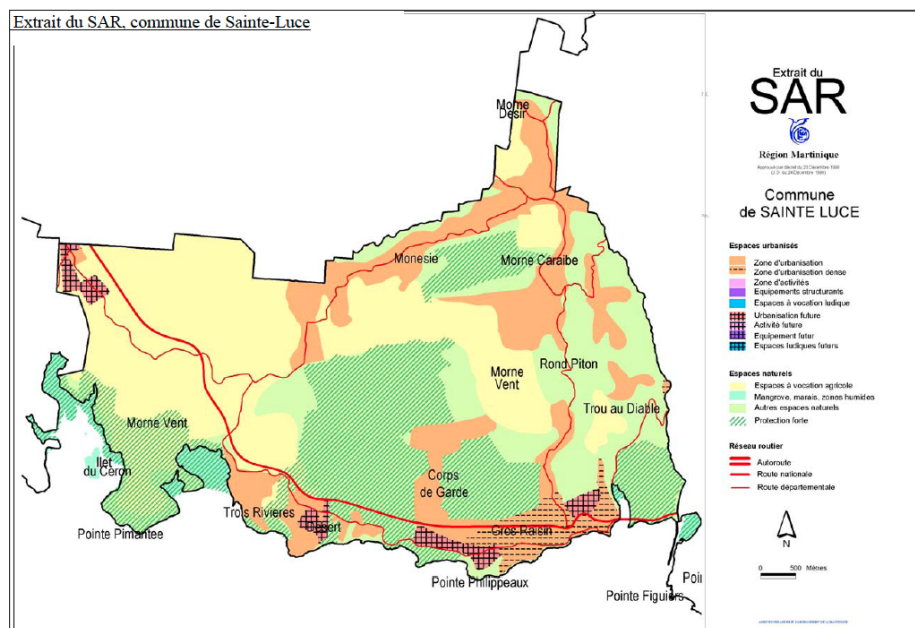 Extrait du SAR, commune de Sainte-Luce
Morne
Désir
Monesie
Morne Caraibe
Morne
Vent
Rond Piton
Trou au Diable
Morne Vent
Ilet
du Céron
Corps
de Garde
Trois Rivières
Désert
Gros Raisin
Pointe Pimantée
Pointe Philippeaux
Poi
Pointe Figuiers
Extrait du
SAR
Région Martinique
Commune
de SAINTE LUCE
Espaces urbanisés
Zone d'urbanisation
Zone d'urbanisation dense
Zone d'activités
Equipements structurants
Espaces à vocation ludique
Urbanisation future
Activité future
Equipement futur
Espaces ludiques futurs
Espaces naturels
Espaces à vocation agricole
Mangrove, marais, zones humides
Autres espaces naturels
Protection forte
Réseau routier
Autoroute
Route nationale
Route départementale
N
0 500 Mètres